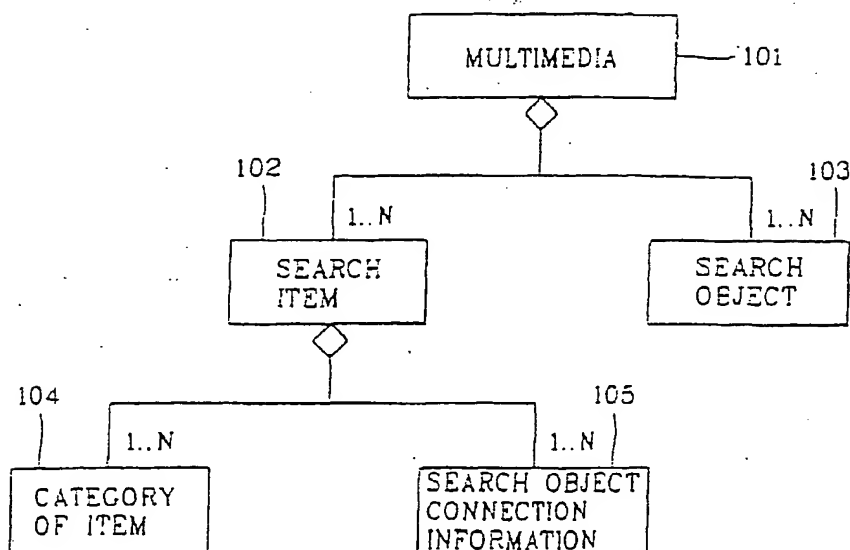 MULTIMEDIA
101
102
103
1..N
1..N
SEARCH
ITEM
SEARCH
OBJECT
104
105
1..N
1..N
CATEGORY
OF ITEM
SEARCH OBJECT
CONNECTION
INFORMATION